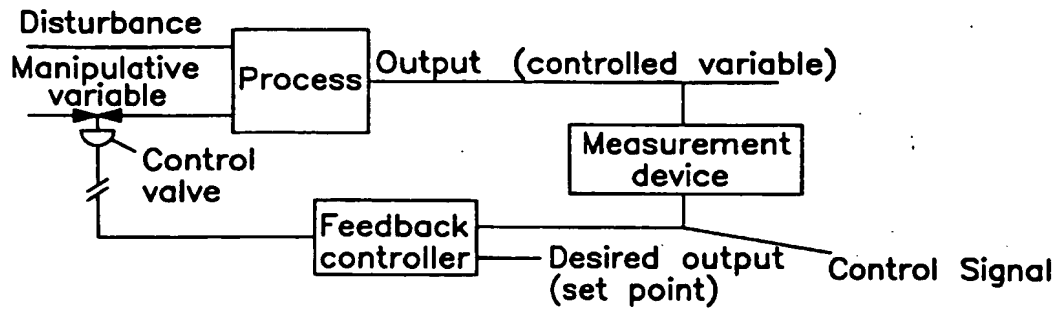 Disturbance
Manipulative
variable
Process
Output (controlled variable)
Control
valve
Measurement
device
Feedback
controller
Desired output
(set point)
Control Signal